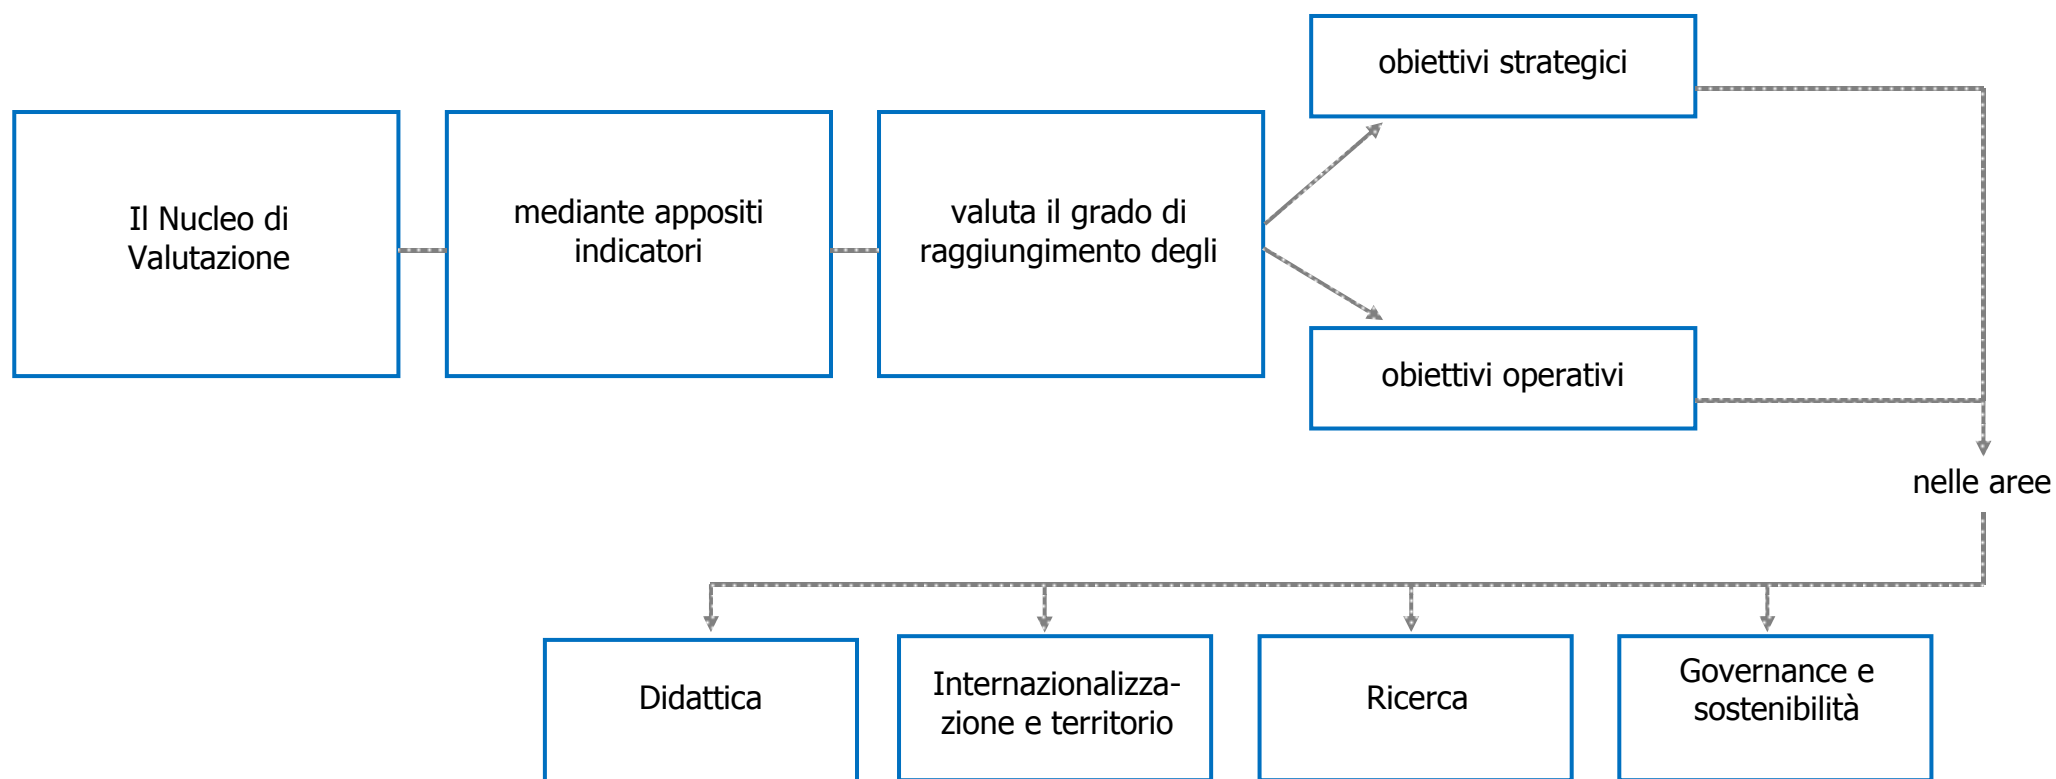 Il Nucleo di
Valutazione
mediante appositi
indicatori
valuta il grado di
raggiungimento degli
obiettivi strategici
obiettivi operativi
nelle aree
Didattica
Internazionalizza-
zione e territorio
Ricerca
Governance e
sostenibilità